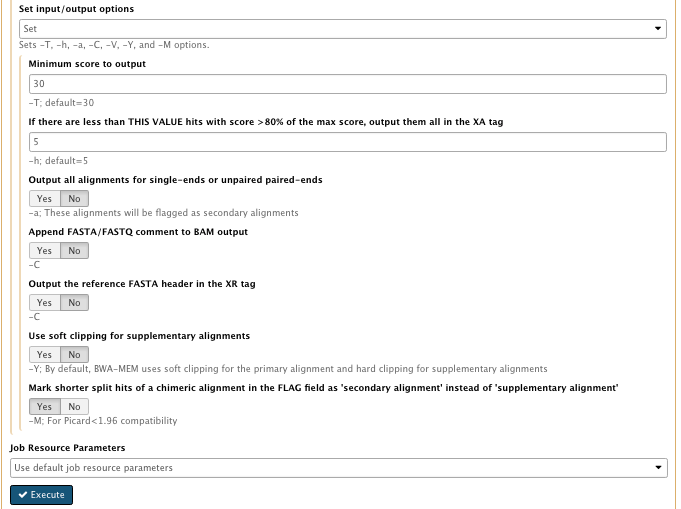 Set input/output options
Set
Sets -T, -h, -a, -C, -V, -Y, and -M options.
Minimum score to output
30
-T; default=30
If there are less than THIS VALUE hits with score >80% of the max score, output them all in the XA tag
5
-h; default=5
Output all alignments for single-ends or unpaired paired-ends
Yes No
-a; These alignments will be flagged as secondary alignments
Append FASTA/FASTQ comment to BAM output
Yes No
-C
Output the reference FASTA header in the XR tag
Yes No
-C
Use soft clipping for supplementary alignments
Yes No
-Y; By default, BWA-MEM uses soft clipping for the primary alignment and hard clipping for supplementary alignments
Mark shorter split hits of a chimeric alignment in the FLAG field as 'secondary alignment' instead of 'supplementary alignment'
Yes No
-M; For Picard<1.96 compatibility
Job Resource Parameters
Use default job resource parameters
Execute